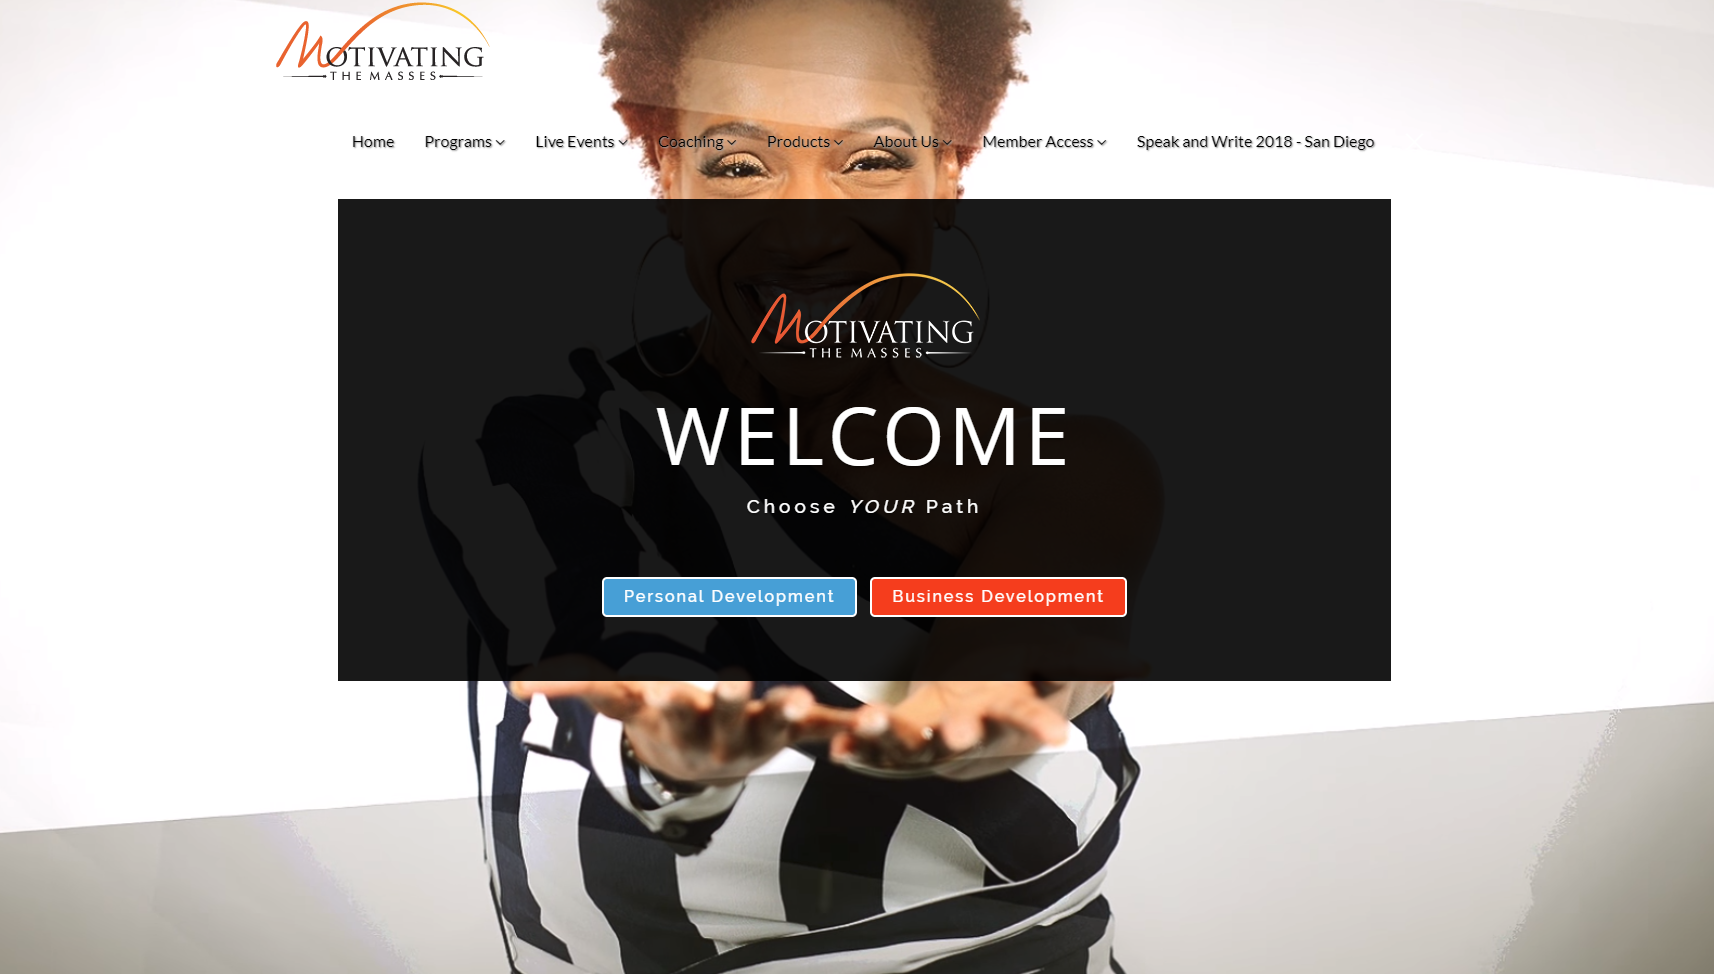 MOTIVATING
THE MASSES
Home Programs Live Events Coaching Products About Us Member Access Speak and Write 2018 - San Diego
MOTIVATING
THE MASSES
WELCOME
Choose YOUR Path
Personal Development Business Development